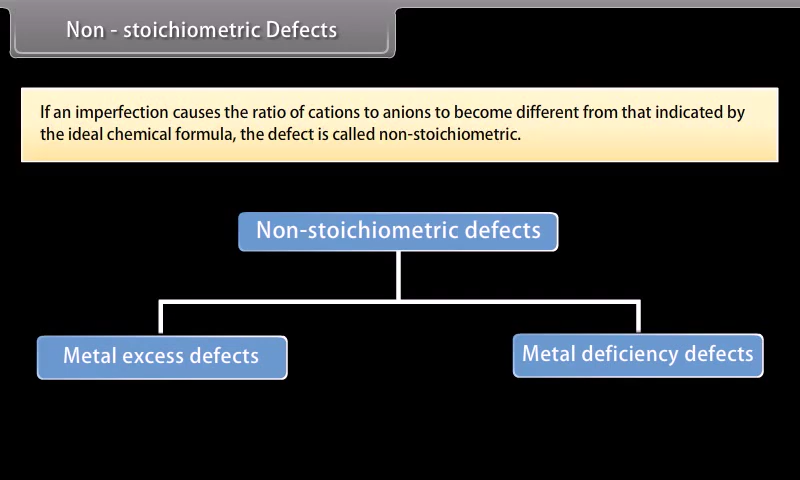 Non - stoichiometric Defects
If an imperfection causes the ratio of cations to anions to become different from that indicated by
the ideal chemical formula, the defect is called non-stoichiometric.
Non-stoichiometric defects
Metal excess defects
Metal deficiency defects